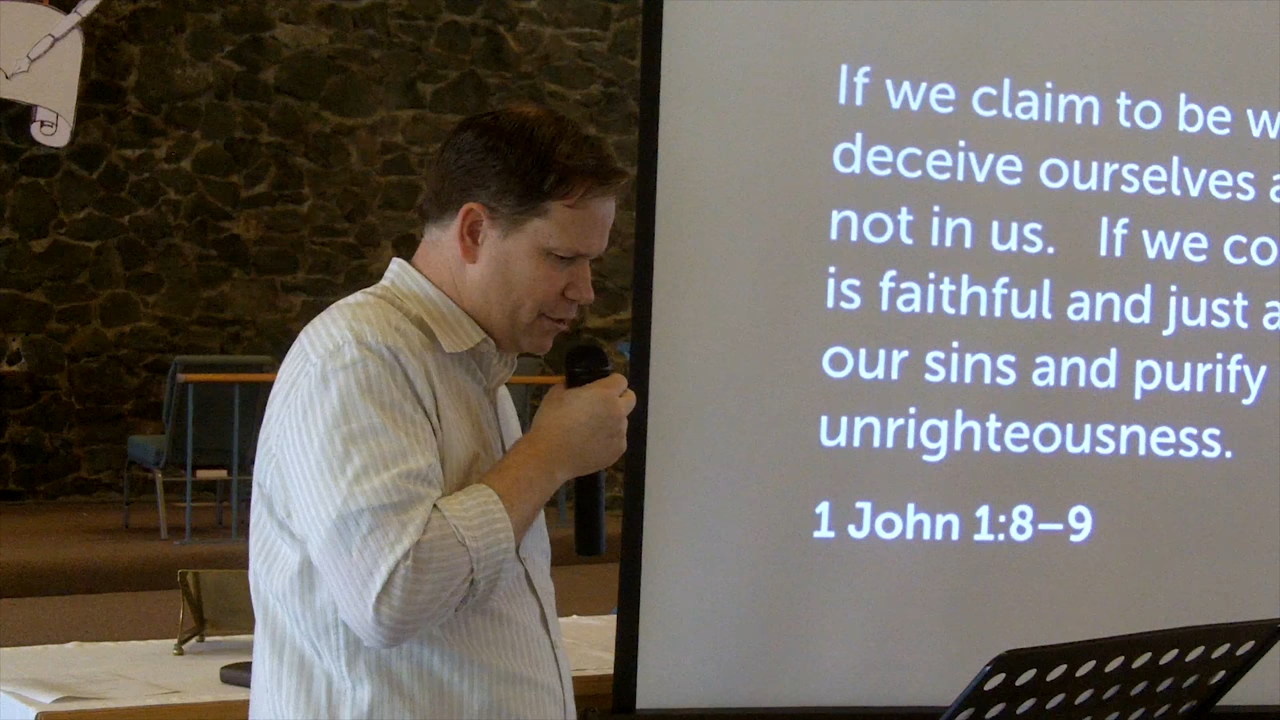 If we claim to be
deceive ourselves
not in us. If we
is faithful and just
our sins and purify
unrighteousness.
1 John 1:8–9